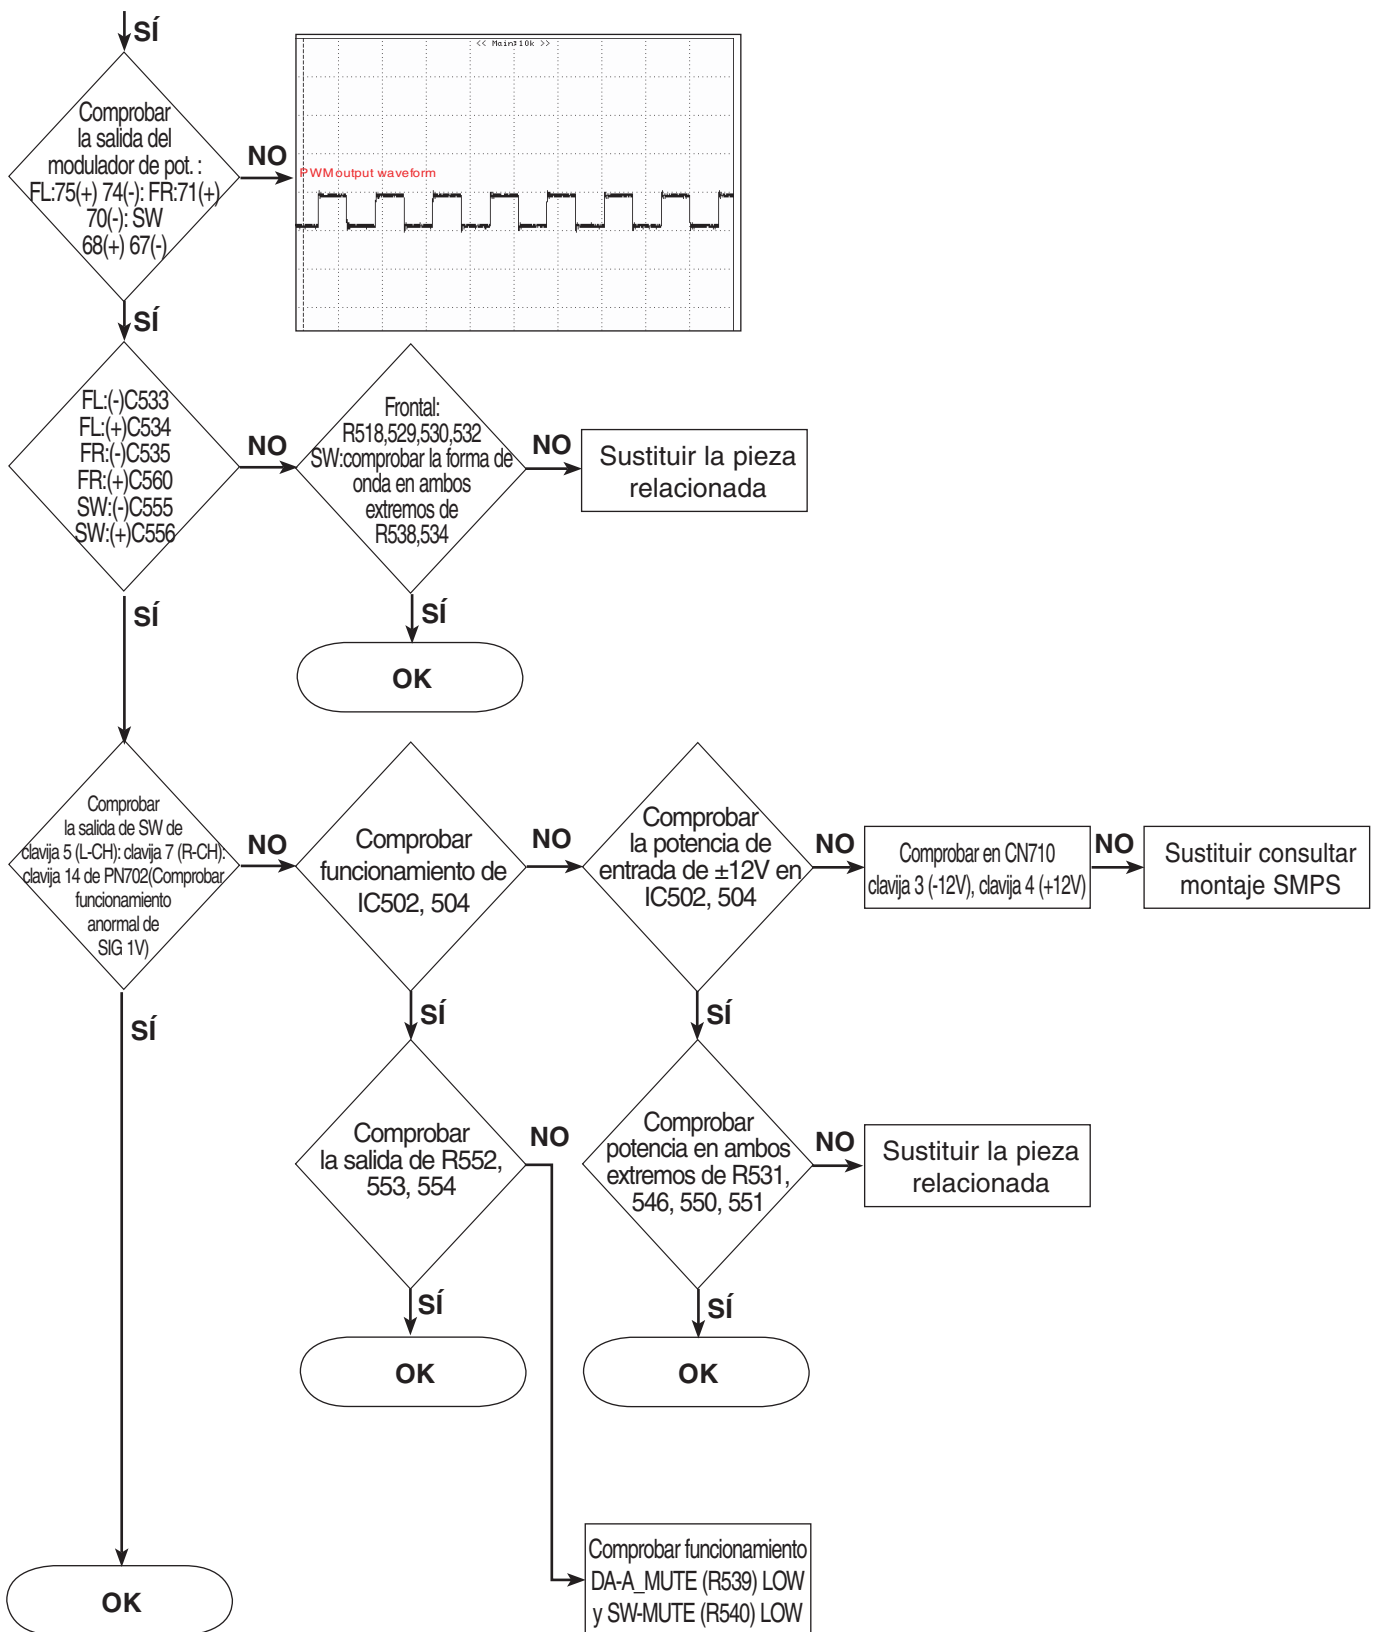 SÍ
<< Main:10k >>
Comprobar
la salida del
modulador de pot. :
FL:75(+) 74(-): FR:71(+)
70(-): SW
68(+) 67(-)
NO
PWM output waveform
SÍ
FL:(-)C533
FL:(+)C534
FR:(-)C535
FR:(+)C560
SW:(-)C555
SW:(+)C556
NO
Frontal:
R518,529,530,532
SW:comprobar la forma de
onda en ambos
extremos de
R538,534
NO
Sustituir la pieza
relacionada
SÍ
SÍ
OK
Comprobar
la salida de SW de
clavija 5 (L-CH): clavija 7 (R-CH):
clavija 14 de PN702(Comprobar
funcionamiento
anormal de
SIG 1V)
NO
Comprobar
funcionamiento de
IC502, 504
NO
Comprobar
la potencia de
entrada de ±12V en
IC502, 504
NO
Comprobar en CN710
clavija 3 (-12V), clavija 4 (+12V)
NO
Sustituir consultar
montaje SMPS
SÍ
SÍ
SÍ
Comprobar
la salida de R552,
553, 554
NO
Comprobar
potencia en ambos
extremos de R531,
546, 550, 551
NO
Sustituir la pieza
relacionada
SÍ
SÍ
OK
OK
Comprobar funcionamiento
DA-A_MUTE (R539) LOW
y SW-MUTE (R540) LOW
OK